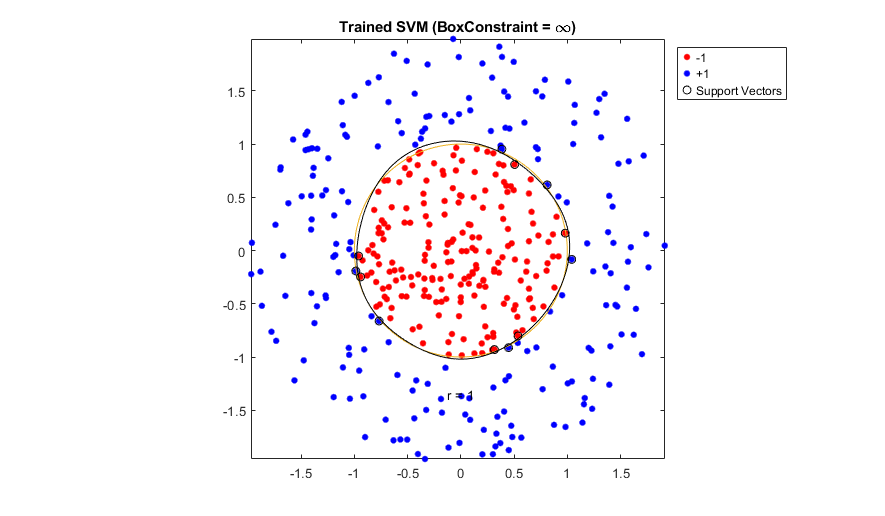 Trained SVM (BoxConstraint = ∞)
-1
+1
Support Vectors
1.5
1
0.5
0
-0.5
-1
-1.5
r = 1
-1.5 -1 -0.5 0 0.5 1 1.5